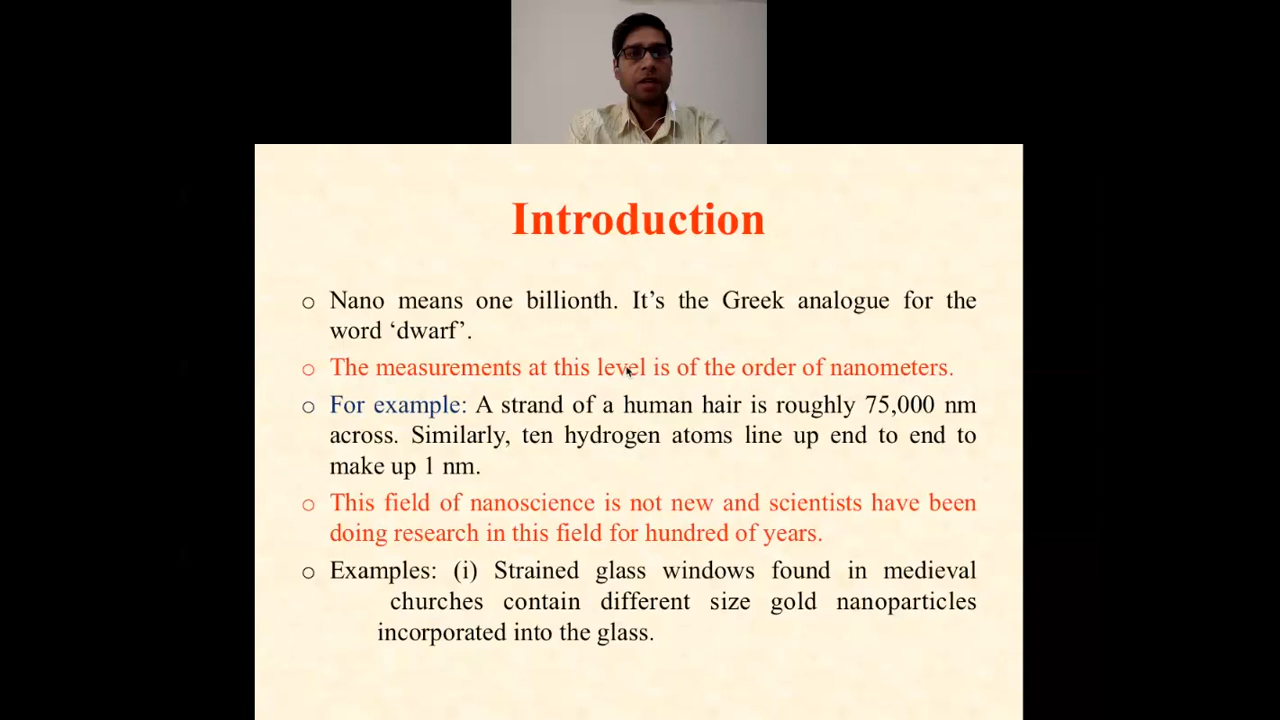 Introduction
○ Nano means one billionth. It’s the Greek analogue for the
word ‘dwarf’.
○ The measurements at this level is of the order of nanometers.
○ For example: A strand of a human hair is roughly 75,000 nm
across. Similarly, ten hydrogen atoms line up end to end to
make up 1 nm.
○ This field of nanoscience is not new and scientists have been
doing research in this field for hundred of years.
○ Examples: (i) Strained glass windows found in medieval
churches contain different size gold nanoparticles
incorporated into the glass.